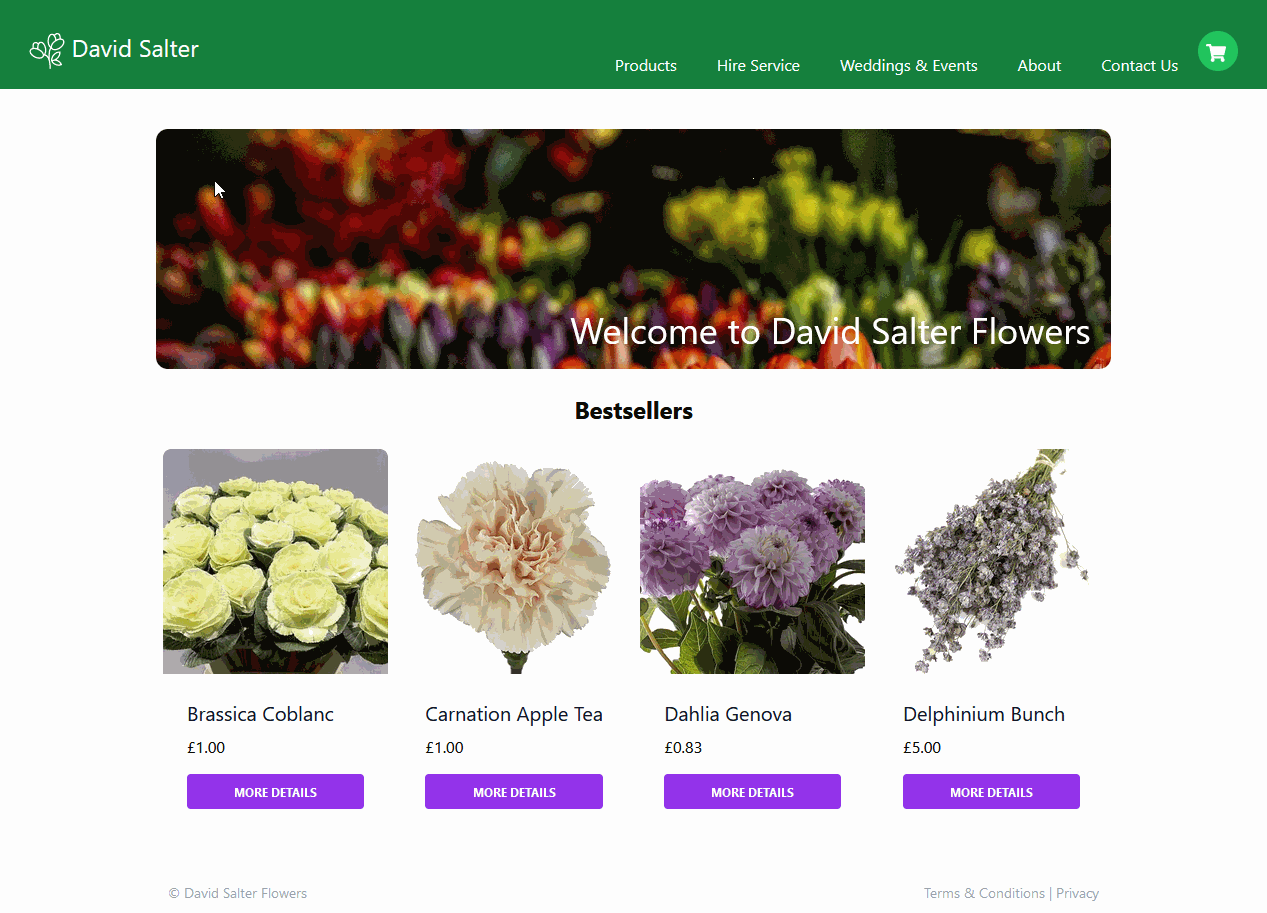 David Salter
Products Hire Service Weddings & Events About Contact Us
Welcome to David Salter Flowers
Bestsellers
Brassica Coblanc
£1.00
MORE DETAILS
Carnation Apple Tea
£1.00
MORE DETAILS
Dahlia Genova
£0.83
MORE DETAILS
Delphinium Bunch
£5.00
MORE DETAILS
© David Salter Flowers
Terms & Conditions | Privacy